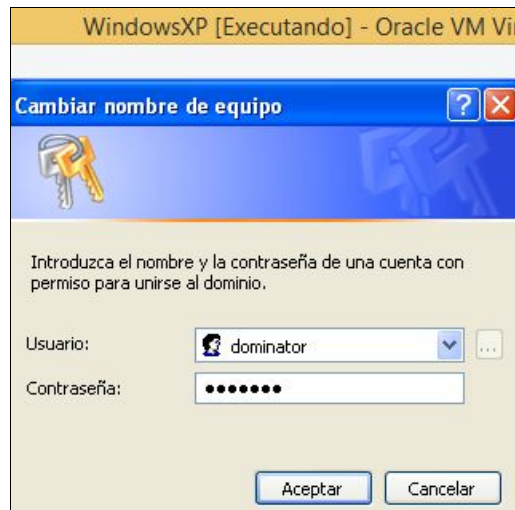 WindowsXP [Executando] - Oracle VM Vi
Cambiar nombre de equipo
Introduzca el nombre y la contraseña de una cuenta con
permiso para unirse al dominio.
Usuario:
dominator
...
Contraseña:
●●●●●●●
Aceptar
Cancelar